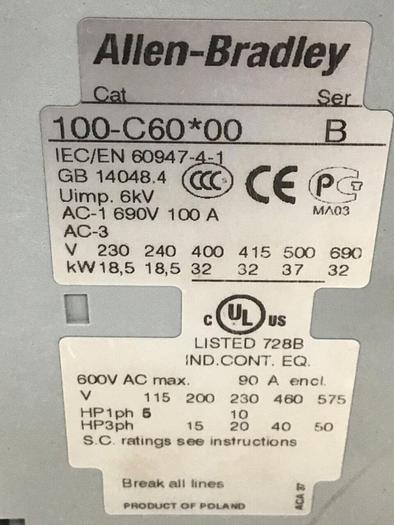 Allen-Bradley
Cat Ser
100-C60*00 B
IEC/EN 60947-4-1
GB 14048.4
Uimp. 6kV
CCC CE PG
MA03
AC-1 690V 100 A
AC-3
V 230 240 400 415 500 690
kW 18,5 18,5 32 32 37 32
C UL US
LISTED 728B
IND.CONT. EQ.
600V AC max. 90 A encl.
V 115 200 230 460 575
HP1ph 5 10
HP3ph 15 20 40 50
S.C. ratings see instructions
Break all lines
PRODUCT OF POLAND
ACA 37